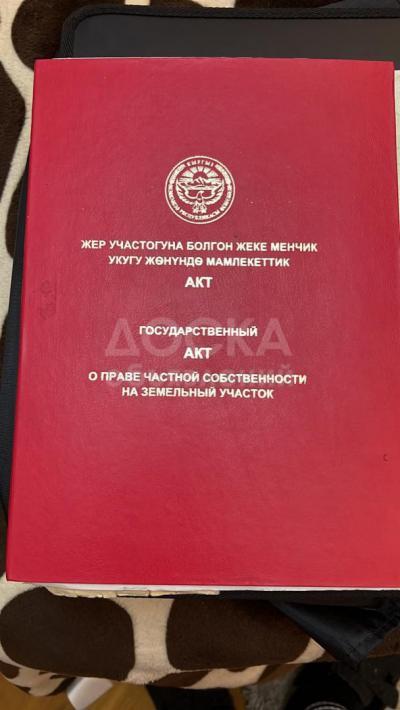 ЖЕР УЧАСТОГУНА БОЛГОН ЖЕКЕ МЕНЧИК
УКУГУ ЖӨНҮНДӨ МАМЛЕКЕТТИК
АКТ
ГОСУДАРСТВЕННЫЙ
ДОСКА
АКТ
О ПРАВЕ ЧАСТНОЙ СОБСТВЕННОСТИ
НА ЗЕМЕЛЬНЫЙ УЧАСТОК